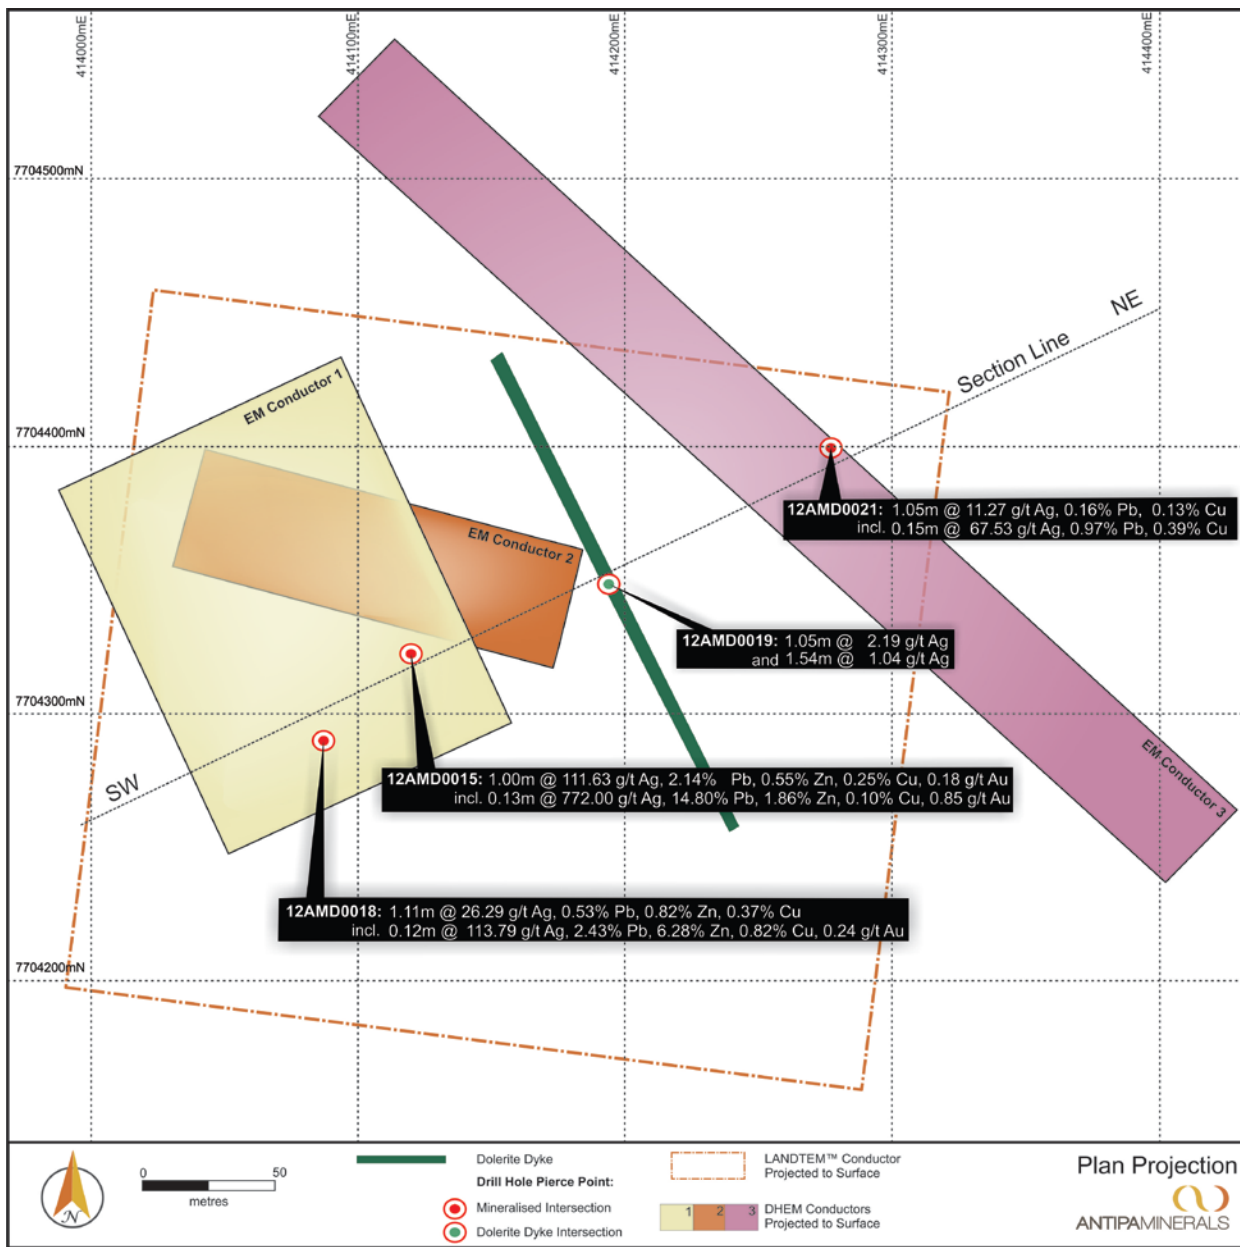 414000mE
414100mE
414200mE
414300mE
414400mE
7704500mN
7704400mN
7704300mN
7704200mN
EM Conductor 1
EM Conductor 2
EM Conductor 3
Section Line
NE
SW
12AMD0021: 1.05m @ 11.27 g/t Ag, 0.16% Pb, 0.13% Cu
incl. 0.15m @ 67.53 g/t Ag, 0.97% Pb, 0.39% Cu
12AMD0019: 1.05m @ 2.19 g/t Ag
and 1.54m @ 1.04 g/t Ag
12AMD0015: 1.00m @ 111.63 g/t Ag, 2.14% Pb, 0.55% Zn, 0.25% Cu, 0.18 g/t Au
incl. 0.13m @ 772.00 g/t Ag, 14.80% Pb, 1.86% Zn, 0.10% Cu, 0.85 g/t Au
12AMD0018: 1.11m @ 26.29 g/t Ag, 0.53% Pb, 0.82% Zn, 0.37% Cu
incl. 0.12m @ 113.79 g/t Ag, 2.43% Pb, 6.28% Zn, 0.82% Cu, 0.24 g/t Au
N
0 50
metres
Dolerite Dyke
Drill Hole Pierce Point:
Mineralised Intersection
Dolerite Dyke Intersection
LANDTEM™ Conductor
Projected to Surface
1 2 3
DHEM Conductors
Projected to Surface
Plan Projection
ANTIPAMINERALS